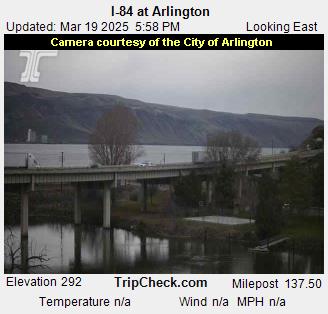 I-84 at Arlington
Updated: Mar 19 2025 5:58 PM Looking East
Camera courtesy of the City of Arlington
Elevation 292 TripCheck.com Milepost 137.50
Temperature n/a Wind n/a MPH n/a